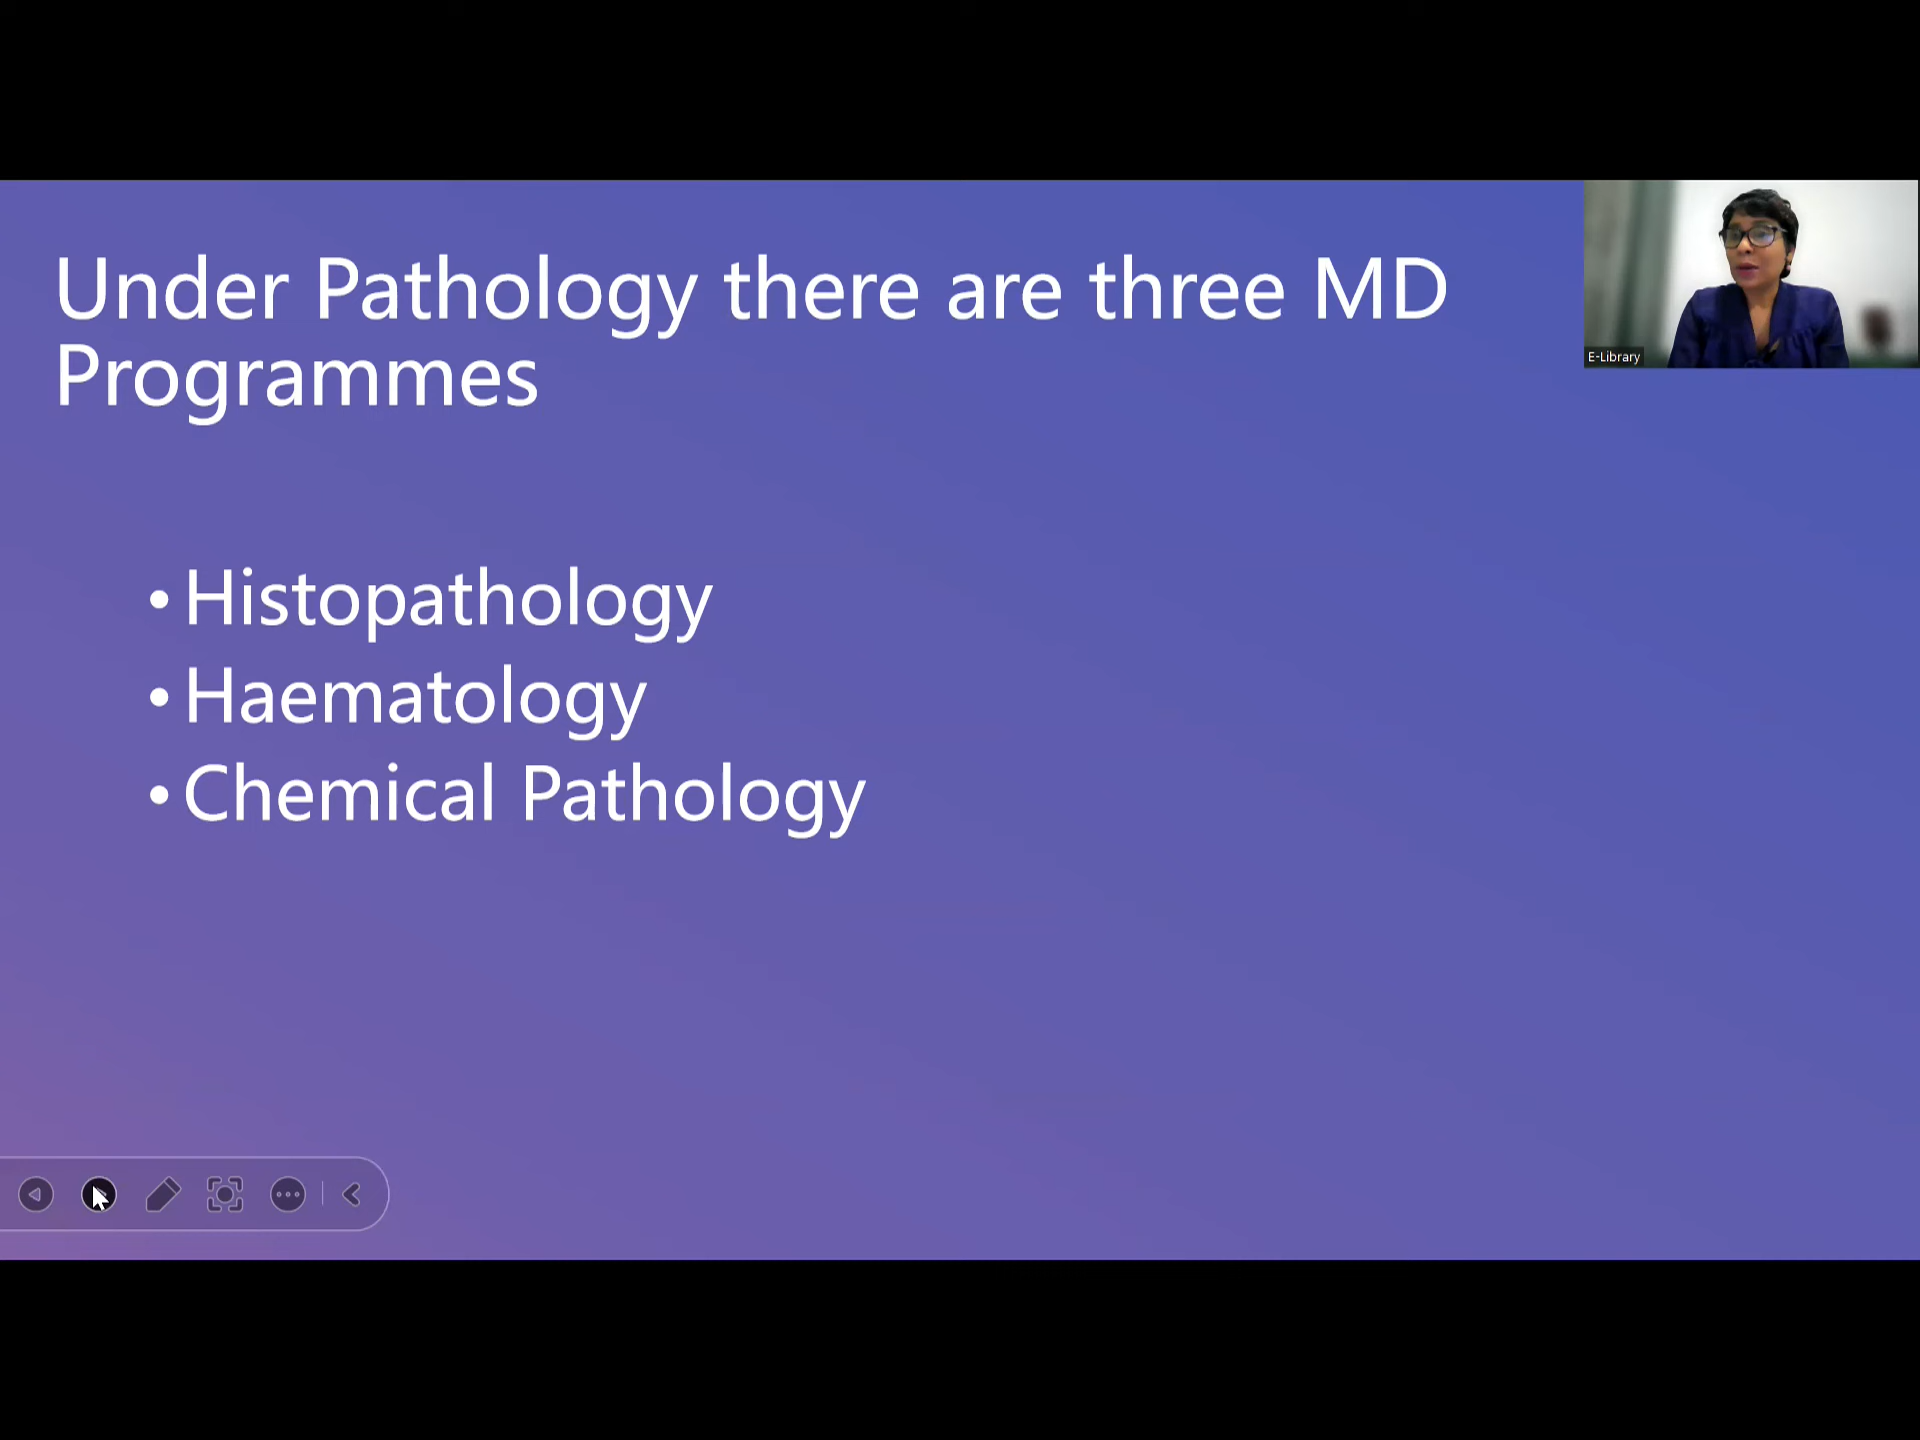 Under Pathology there are three MD
Programmes
E-Library
• Histopathology
• Haematology
• Chemical Pathology